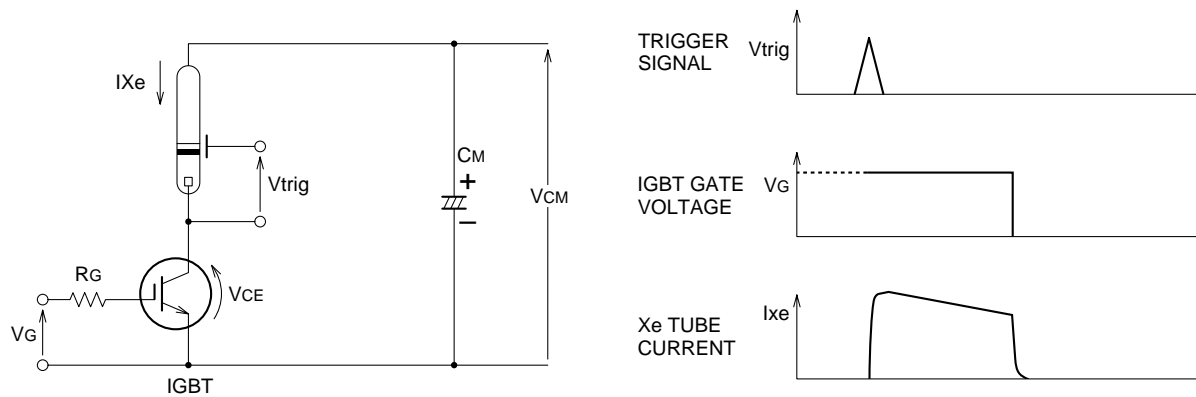 IXe
Vtrig
CM
+
−
VCM
RG
VCE
VG
IGBT
TRIGGER
SIGNAL
Vtrig
IGBT GATE
VOLTAGE
VG
Xe TUBE
CURRENT
Ixe